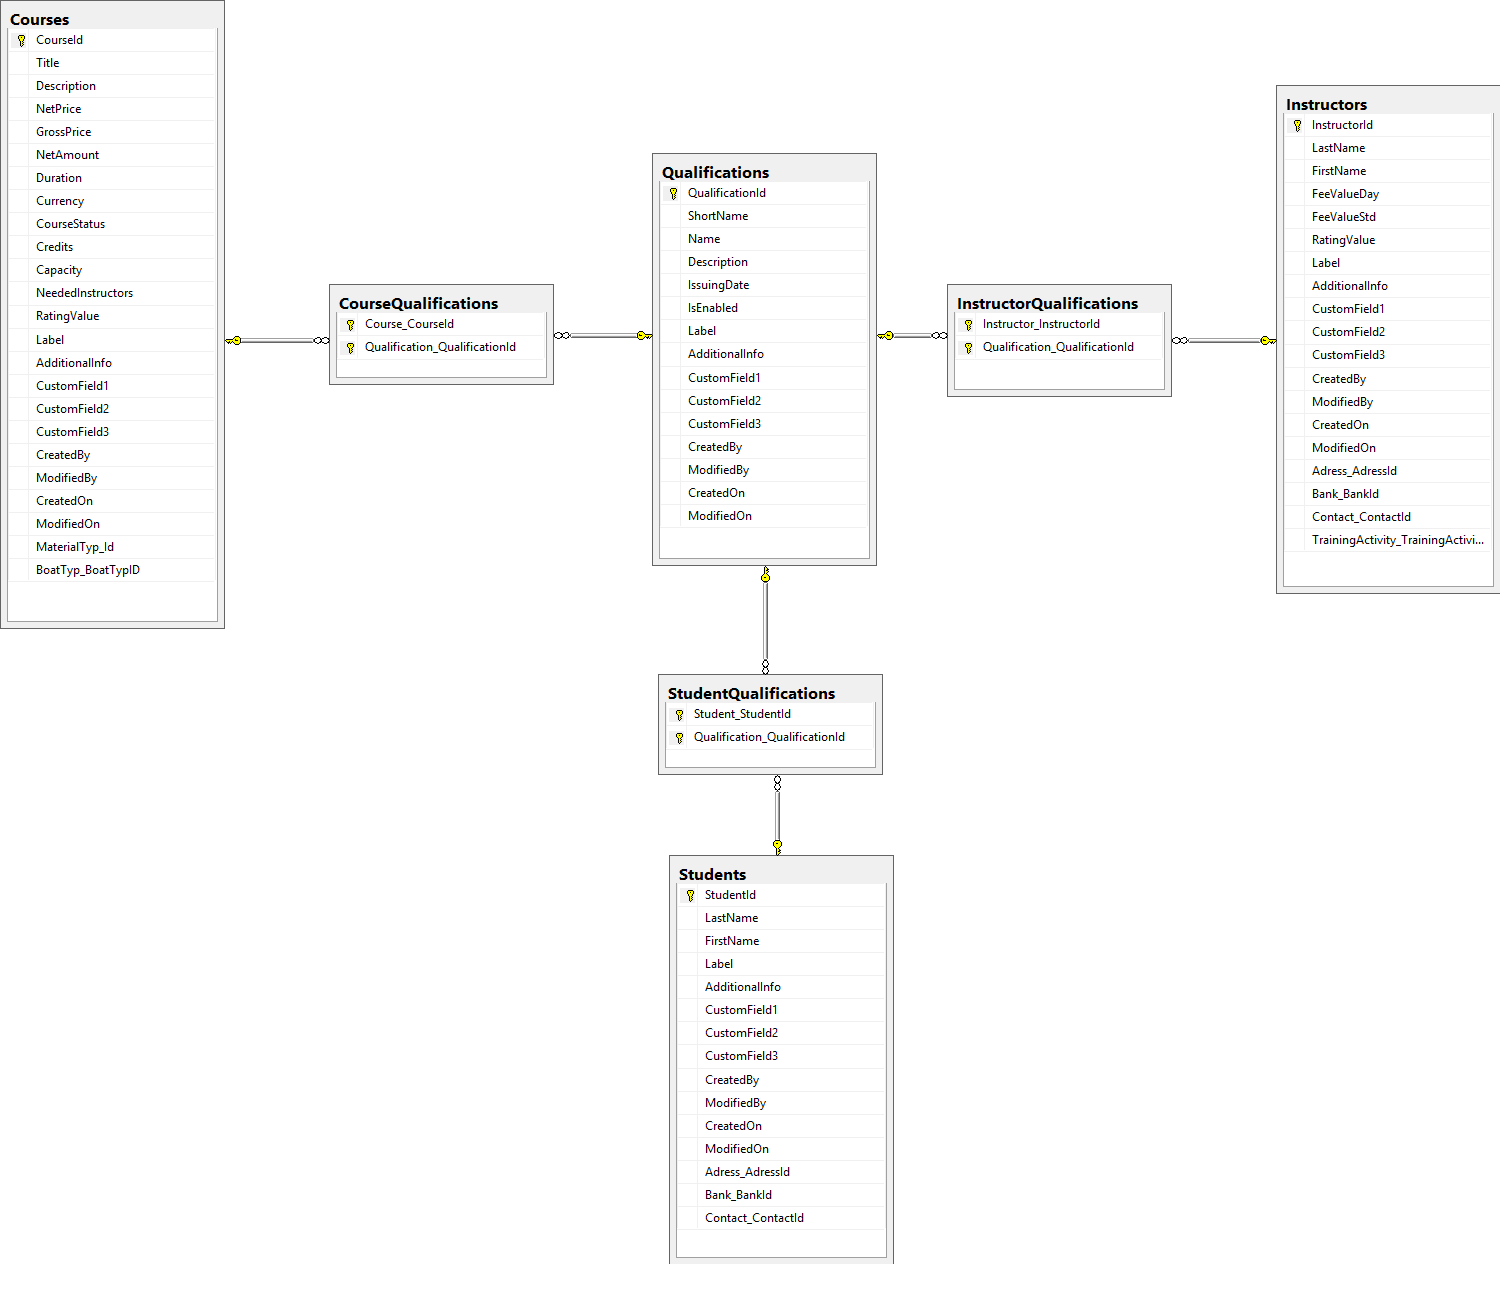 Courses
CourseId
Title
Description
NetPrice
GrossPrice
NetAmount
Duration
Currency
CourseStatus
Credits
Capacity
NeededInstructors
RatingValue
Label
AdditionalInfo
CustomField1
CustomField2
CustomField3
CreatedBy
ModifiedBy
CreatedOn
ModifiedOn
MaterialTyp_Id
BoatTyp_BoatTypID
CourseQualifications
Course_CourseId
Qualification_QualificationId
Qualifications
QualificationId
ShortName
Name
Description
IssuingDate
IsEnabled
Label
AdditionalInfo
CustomField1
CustomField2
CustomField3
CreatedBy
ModifiedBy
CreatedOn
ModifiedOn
InstructorQualifications
Instructor_InstructorId
Qualification_QualificationId
Instructors
InstructorId
LastName
FirstName
FeeValueDay
FeeValueStd
RatingValue
Label
AdditionalInfo
CustomField1
CustomField2
CustomField3
CreatedBy
ModifiedBy
CreatedOn
ModifiedOn
Adress_AdressId
Bank_BankId
Contact_ContactId
TrainingActivity_TrainingActivi...
StudentQualifications
Student_StudentId
Qualification_QualificationId
Students
StudentId
LastName
FirstName
Label
AdditionalInfo
CustomField1
CustomField2
CustomField3
CreatedBy
ModifiedBy
CreatedOn
ModifiedOn
Adress_AdressId
Bank_BankId
Contact_ContactId